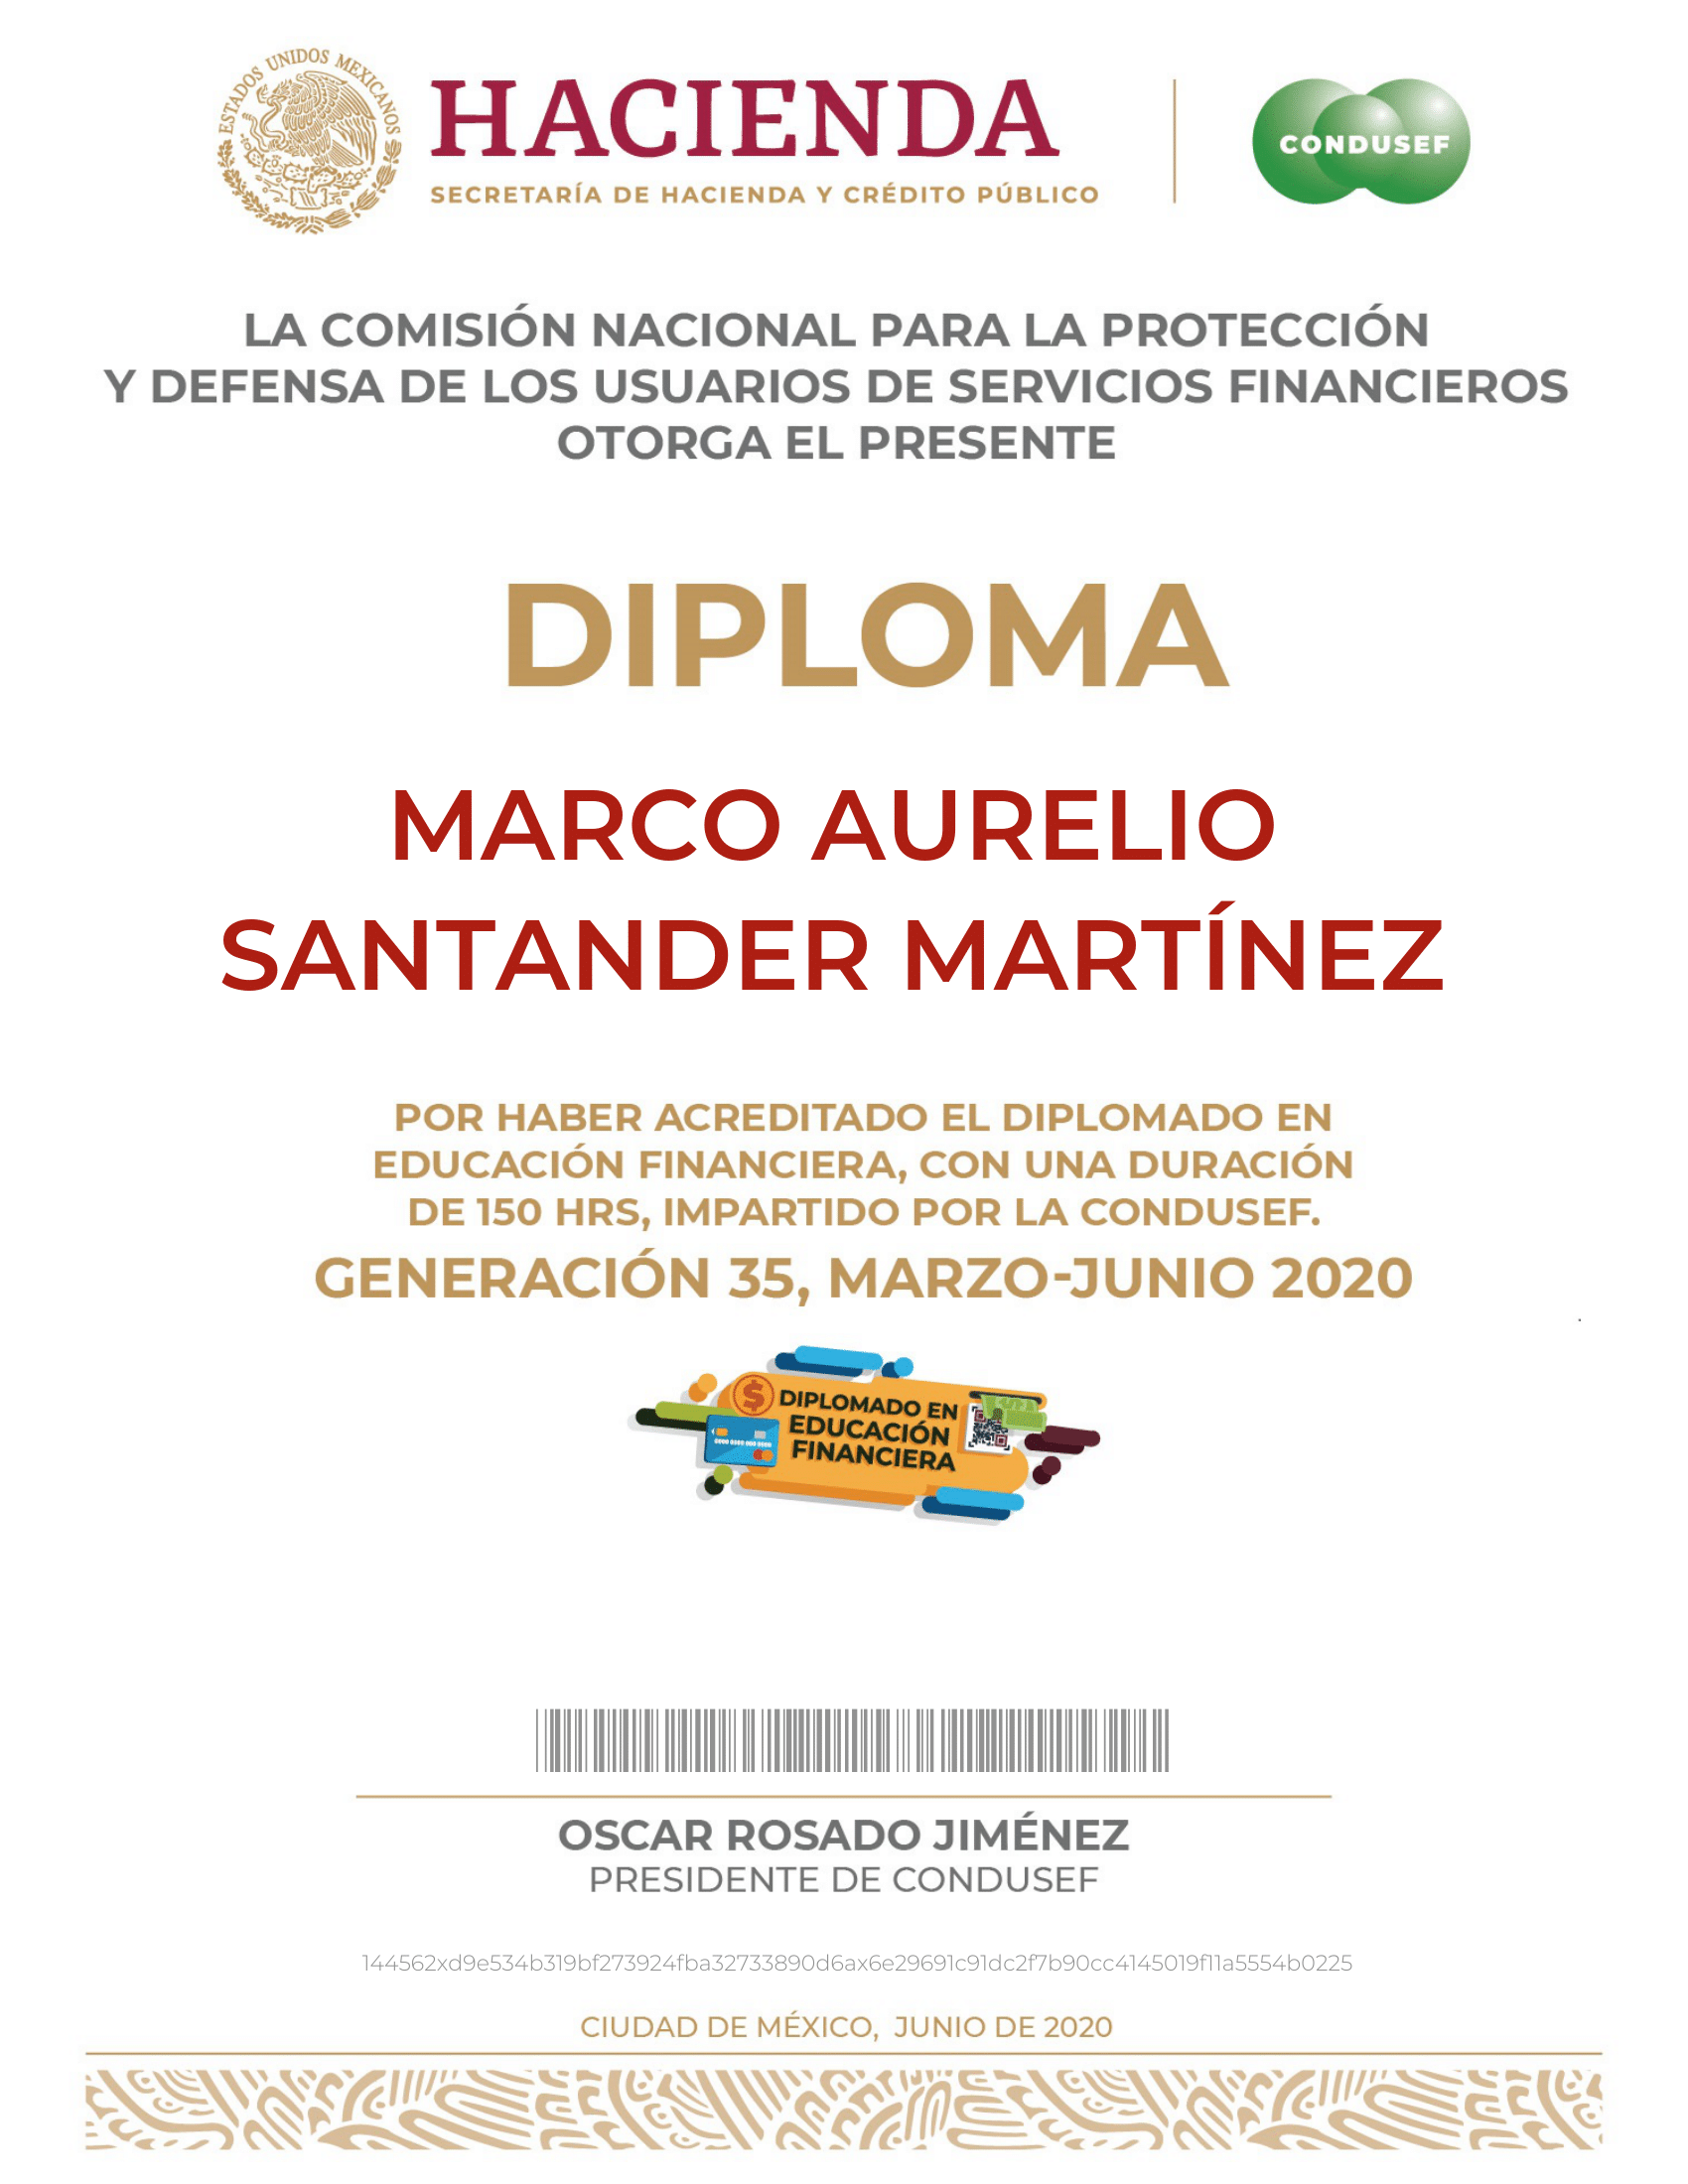 ESTADOS UNIDOS MEXICANOS
HACIENDA
SECRETARÍA DE HACIENDA Y CRÉDITO PÚBLICO
CONDUSEF
LA COMISIÓN NACIONAL PARA LA PROTECCIÓN
Y DEFENSA DE LOS USUARIOS DE SERVICIOS FINANCIEROS
OTORGA EL PRESENTE
DIPLOMA
MARCO AURELIO
SANTANDER MARTÍNEZ
POR HABER ACREDITADO EL DIPLOMADO EN
EDUCACIÓN FINANCIERA, CON UNA DURACIÓN
DE 150 HRS, IMPARTIDO POR LA CONDUSEF.
GENERACIÓN 35, MARZO-JUNIO 2020
DIPLOMADO EN
EDUCACIÓN
FINANCIERA
OSCAR ROSADO JIMÉNEZ
PRESIDENTE DE CONDUSEF
144562xd9e534b319bf273924fba32733890d6ax6e29691c91dc2f7b90cc4145019f11a5554b0225
CIUDAD DE MÉXICO, JUNIO DE 2020